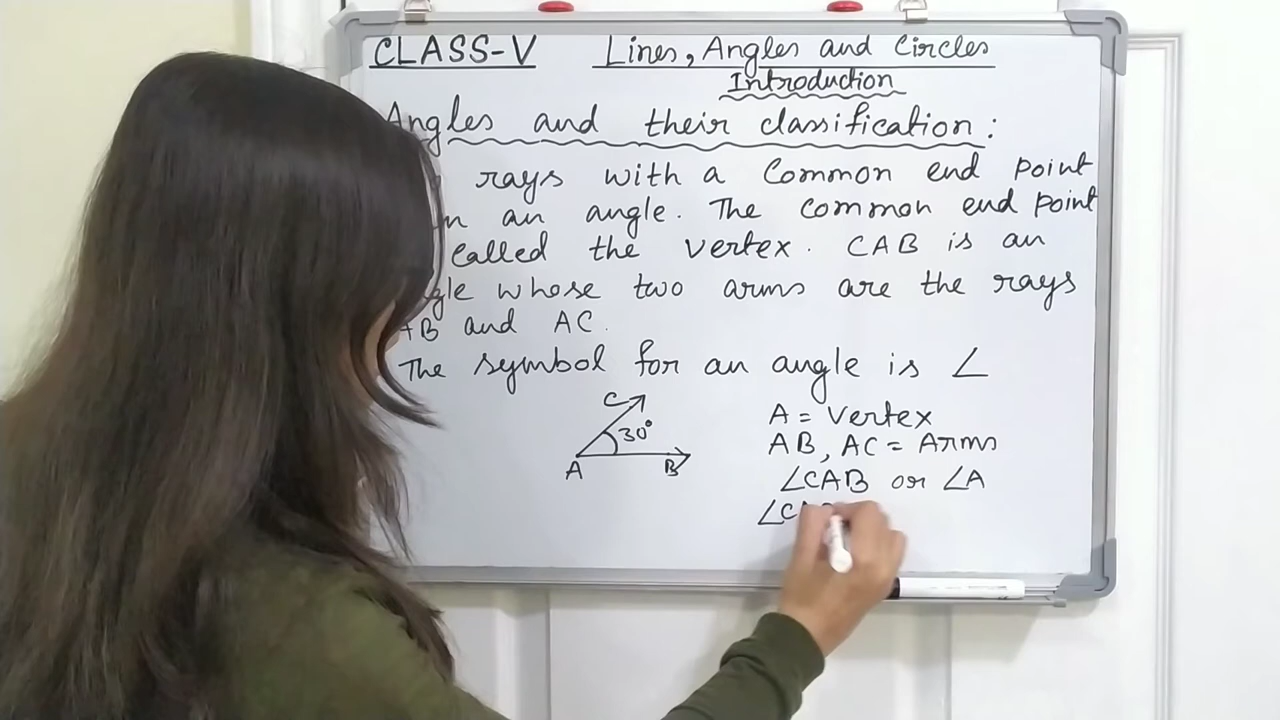 CLASS-V Lines, Angles and Circles
Introduction
Angles and their classification:
rays with a Common end point
an angle. The common end point
called the vertex. CAB is an
whose two arms are the rays
AB and AC.
The symbol for an angle is ∠
C
30°
A B
A = Vertex
AB, AC = Arms
∠CAB or ∠A